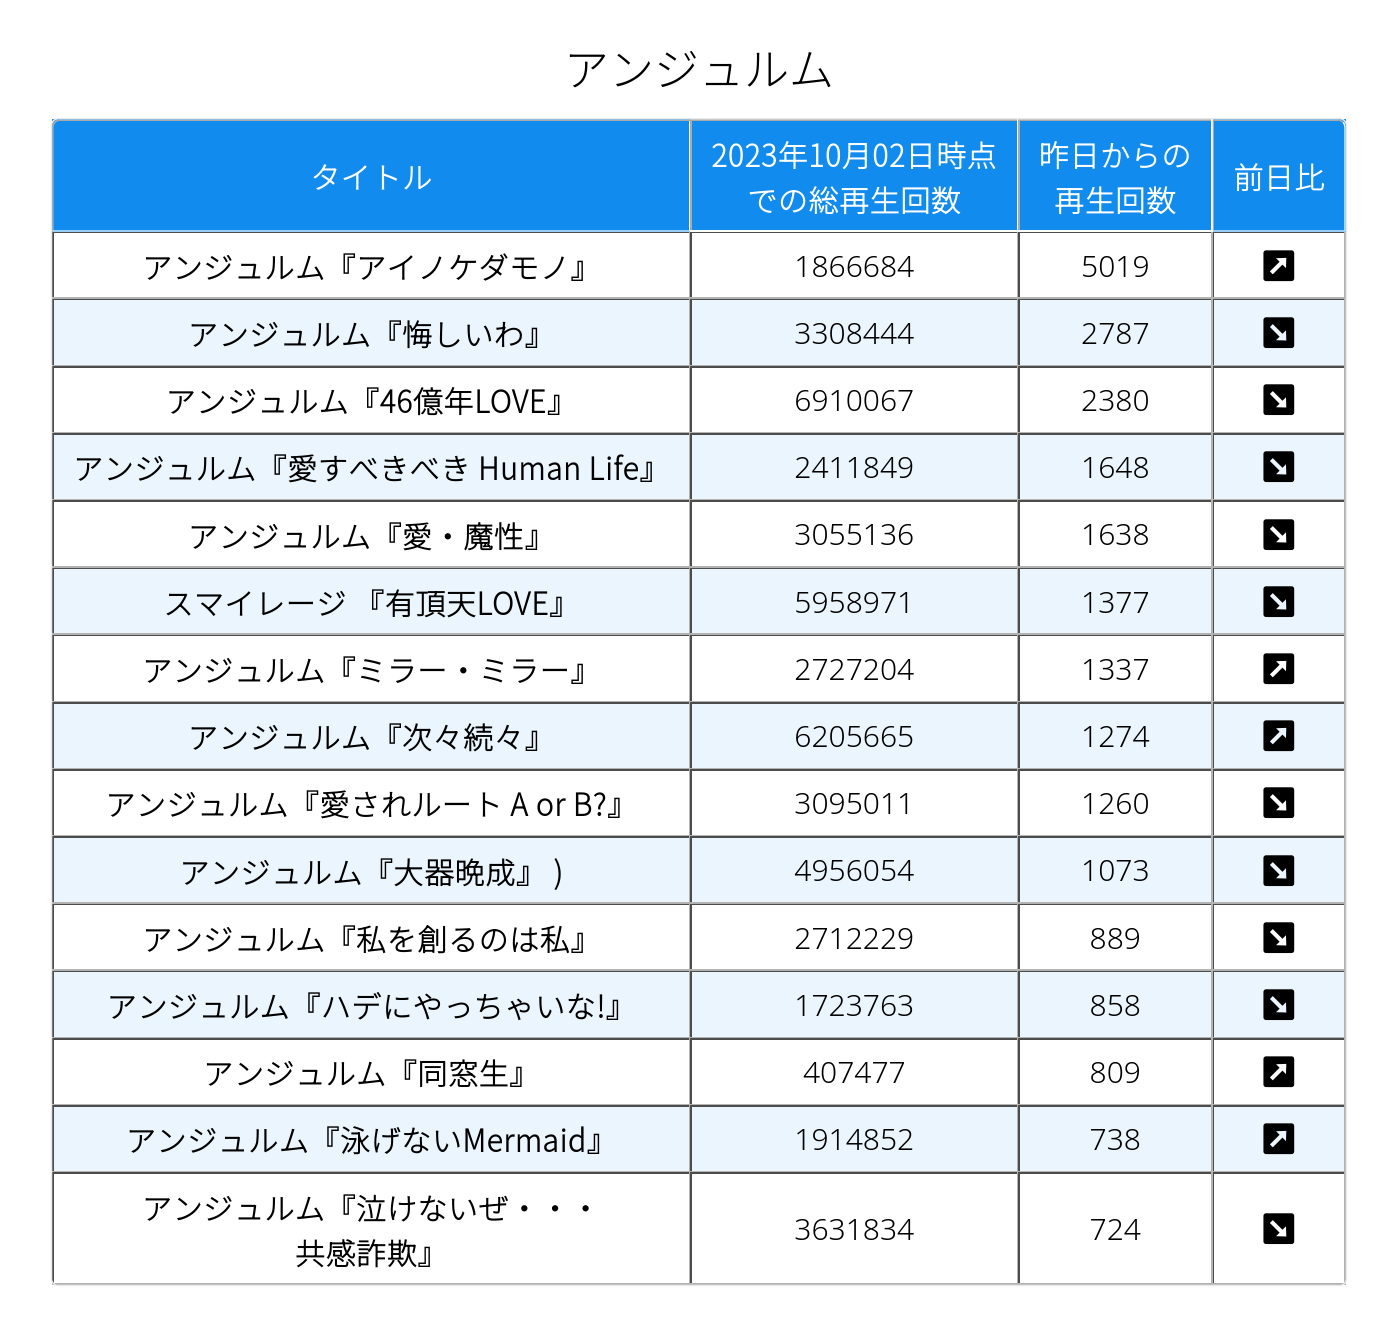 アンジュルム
タイトル 2023年10月02日時点 昨日からの 前日比
での総再生回数 再生回数
アンジュルム『アイノケダモノ』 1866684 5019 ↗
アンジュルム『悔しいわ』 3308444 2787 ↘
アンジュルム『46億年LOVE』 6910067 2380 ↘
アンジュルム『愛すべきべき Human Life』 2411849 1648 ↘
アンジュルム『愛・魔性』 3055136 1638 ↘
スマイレージ 『有頂天LOVE』 5958971 1377 ↘
アンジュルム『ミラー・ミラー』 2727204 1337 ↗
アンジュルム『次々続々』 6205665 1274 ↗
アンジュルム『愛されルート A or B?』 3095011 1260 ↘
アンジュルム『大器晩成』 ) 4956054 1073 ↘
アンジュルム『私を創るのは私』 2712229 889 ↘
アンジュルム『ハデにやっちゃいな!』 1723763 858 ↘
アンジュルム『同窓生』 407477 809 ↗
アンジュルム『泳げないMermaid』 1914852 738 ↗
アンジュルム『泣けないぜ・・・
共感詐欺』 3631834 724 ↘